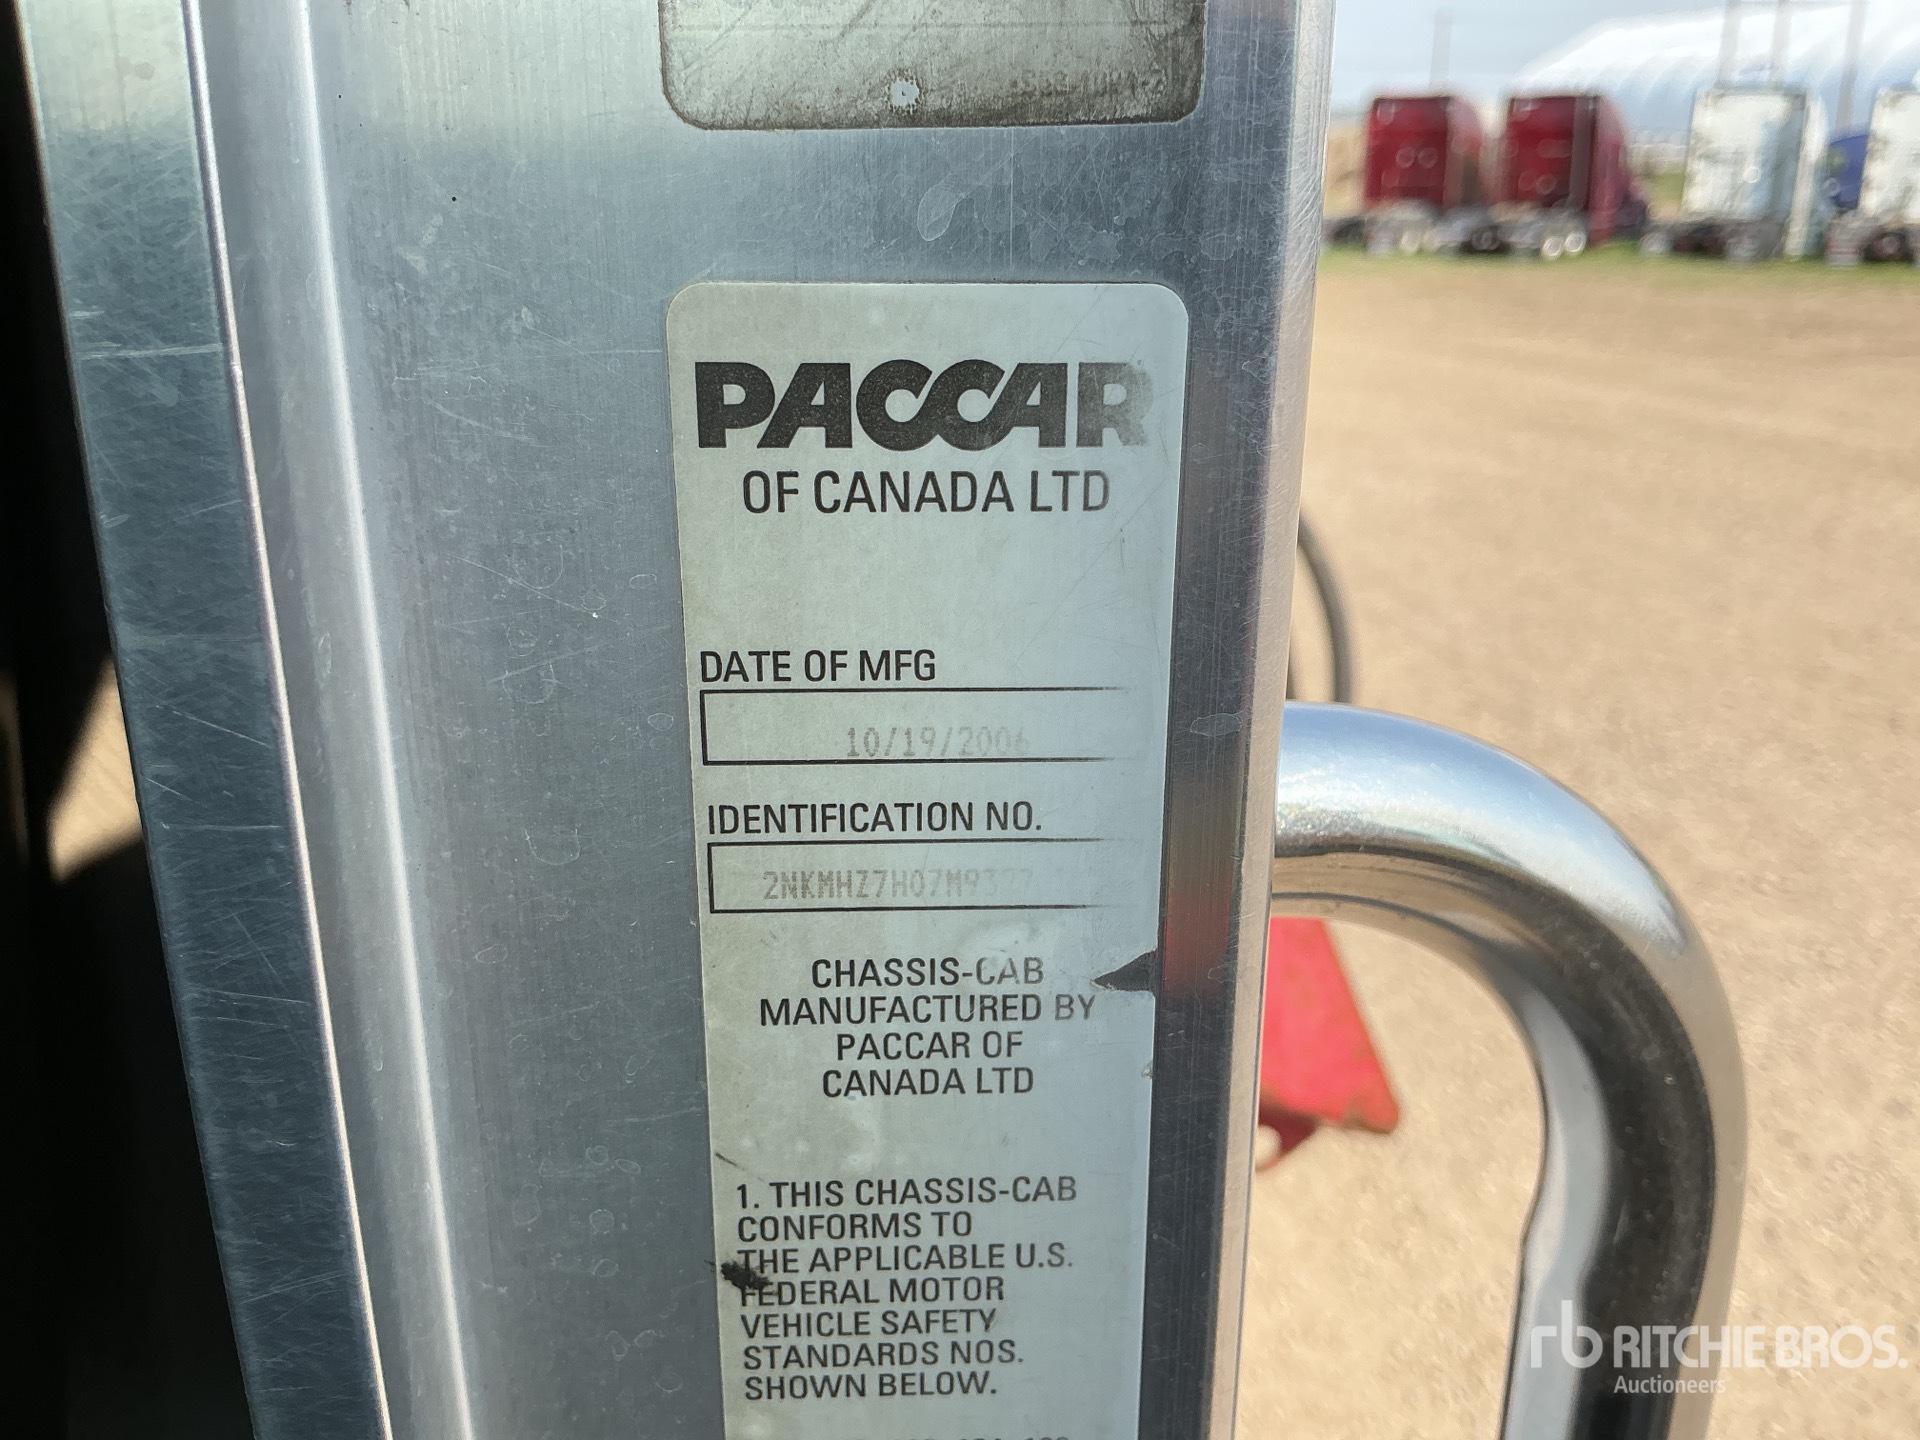 PACCAR
OF CANADA LTD
DATE OF MFG
10/19/2006
IDENTIFICATION NO.
2NKMHZ7H07M9377
CHASSIS-CAB
MANUFACTURED BY
PACCAR OF
CANADA LTD
1. THIS CHASSIS-CAB
CONFORMS TO
THE APPLICABLE U.S.
FEDERAL MOTOR
VEHICLE SAFETY
STANDARDS NOS.
SHOWN BELOW.
rb RITCHIE BROS.
Auctioneers